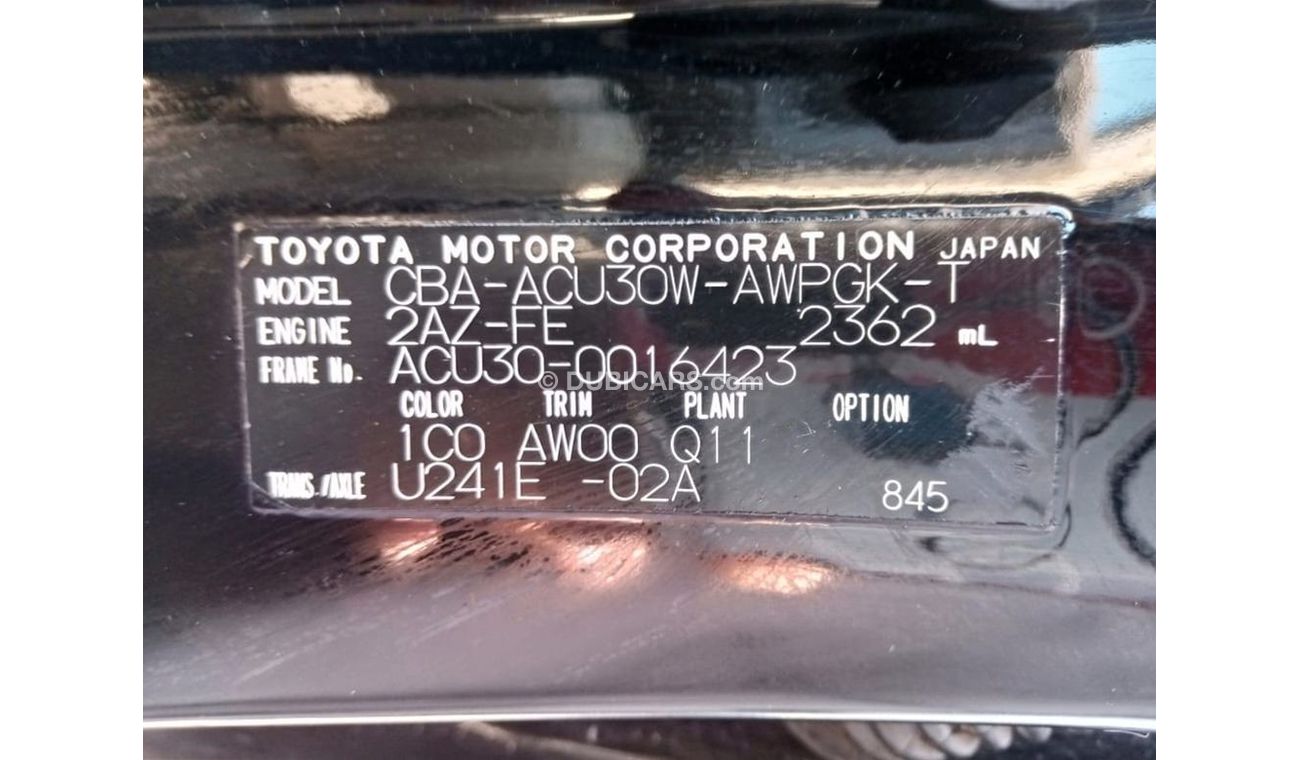 TOYOTA MOTOR CORPORATION JAPAN
MODEL CBA-ACU30W-AWPGK-T
ENGINE 2AZ-FE 2362 mL
FRAME No. ACU30-0016423
© DUBICARS.com
COLOR TRIM PLANT OPTION
1C0 AW00 Q11
TRANS./AXLE U241E -02A 845